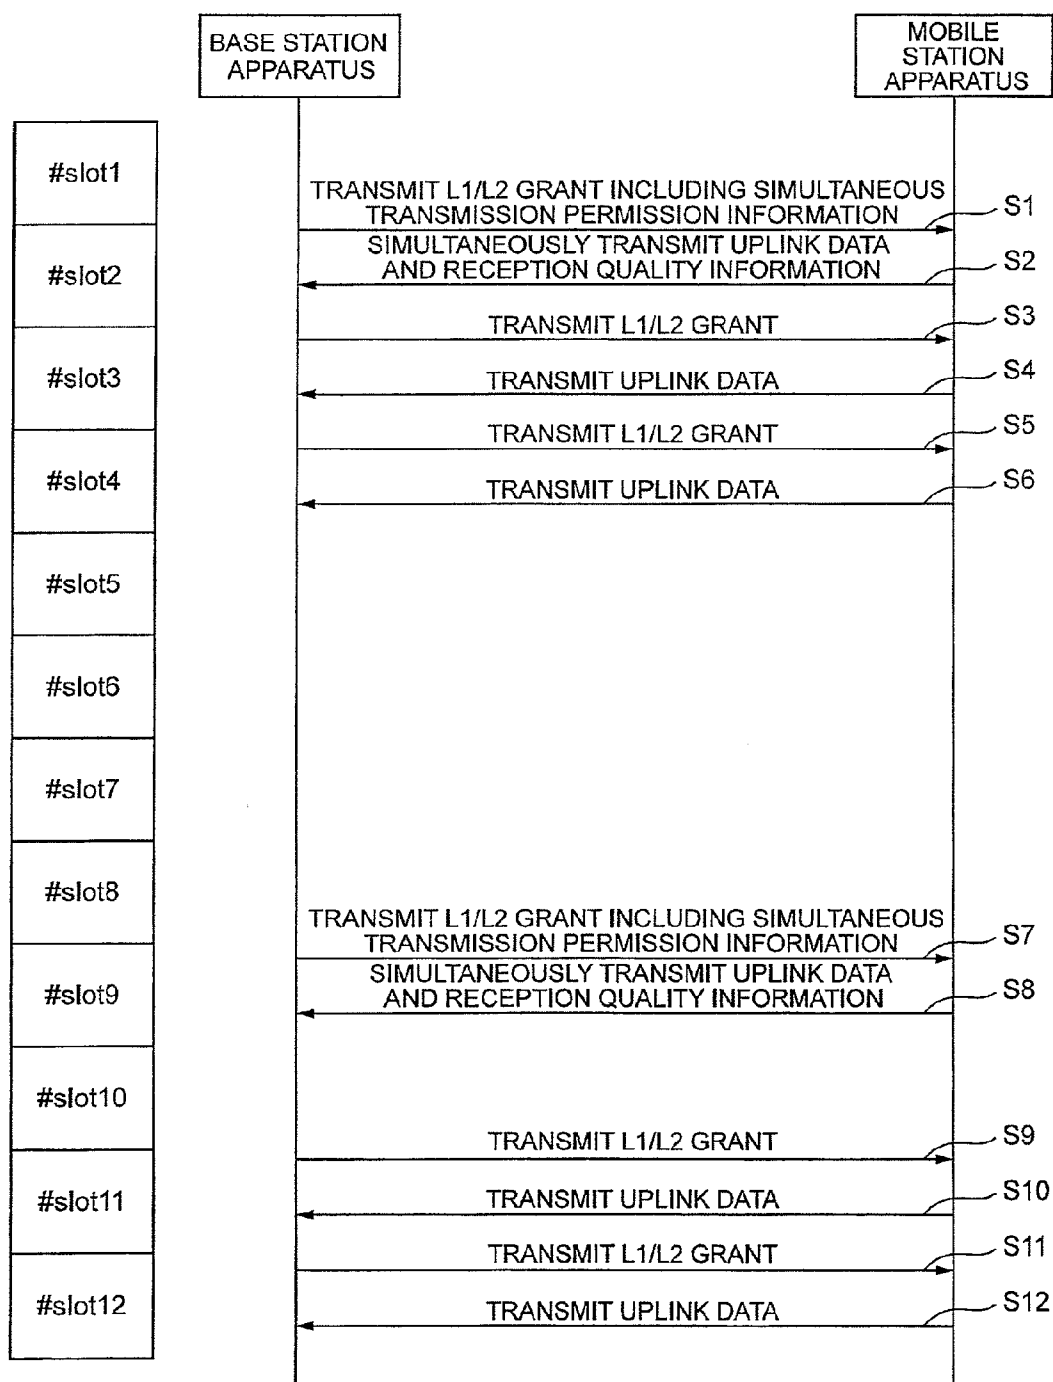 BASE STATION
APPARATUS
MOBILE
STATION
APPARATUS
#slot1
TRANSMIT L1/L2 GRANT INCLUDING SIMULTANEOUS
TRANSMISSION PERMISSION INFORMATION
S1
#slot2
SIMULTANEOUSLY TRANSMIT UPLINK DATA
AND RECEPTION QUALITY INFORMATION
S2
TRANSMIT L1/L2 GRANT
S3
#slot3
TRANSMIT UPLINK DATA
S4
TRANSMIT L1/L2 GRANT
S5
#slot4
TRANSMIT UPLINK DATA
S6
#slot5
#slot6
#slot7
#slot8
TRANSMIT L1/L2 GRANT INCLUDING SIMULTANEOUS
TRANSMISSION PERMISSION INFORMATION
S7
#slot9
SIMULTANEOUSLY TRANSMIT UPLINK DATA
AND RECEPTION QUALITY INFORMATION
S8
#slot10
TRANSMIT L1/L2 GRANT
S9
#slot11
TRANSMIT UPLINK DATA
S10
TRANSMIT L1/L2 GRANT
S11
#slot12
TRANSMIT UPLINK DATA
S12